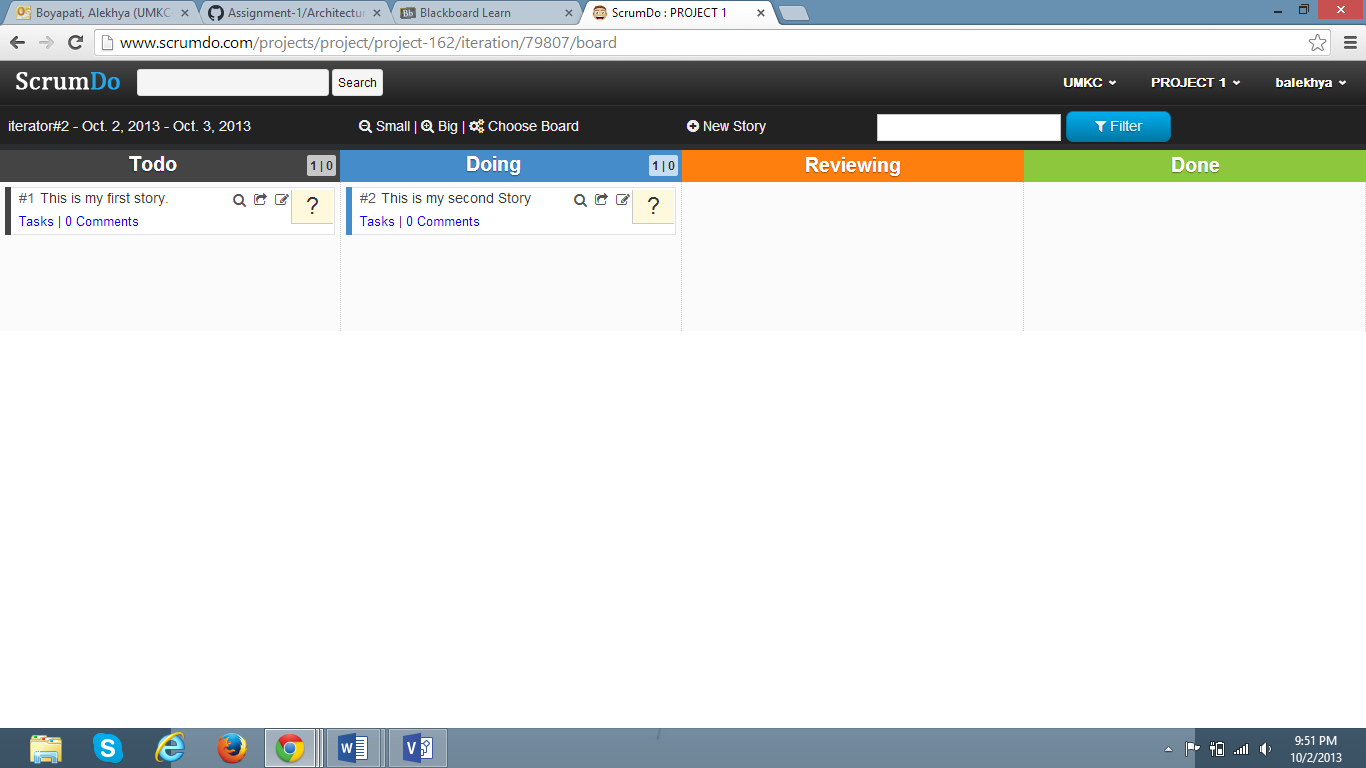 Boyapati, Alekhya (UMKC
Assignment-1/Architectur
Blackboard Learn
ScrumDo : PROJECT 1
www.scrumdo.com/projects/project/project-162/iteration/79807/board
ScrumDo
Search
UMKC
PROJECT 1
balekhya
iterator#2 - Oct. 2, 2013 - Oct. 3, 2013
Small | Big | Choose Board
New Story
Filter
Todo
1 | 0
Doing
1 | 0
Reviewing
Done
#1 This is my first story.
?
Tasks | 0 Comments
#2 This is my second Story
?
Tasks | 0 Comments
9:51 PM
10/2/2013